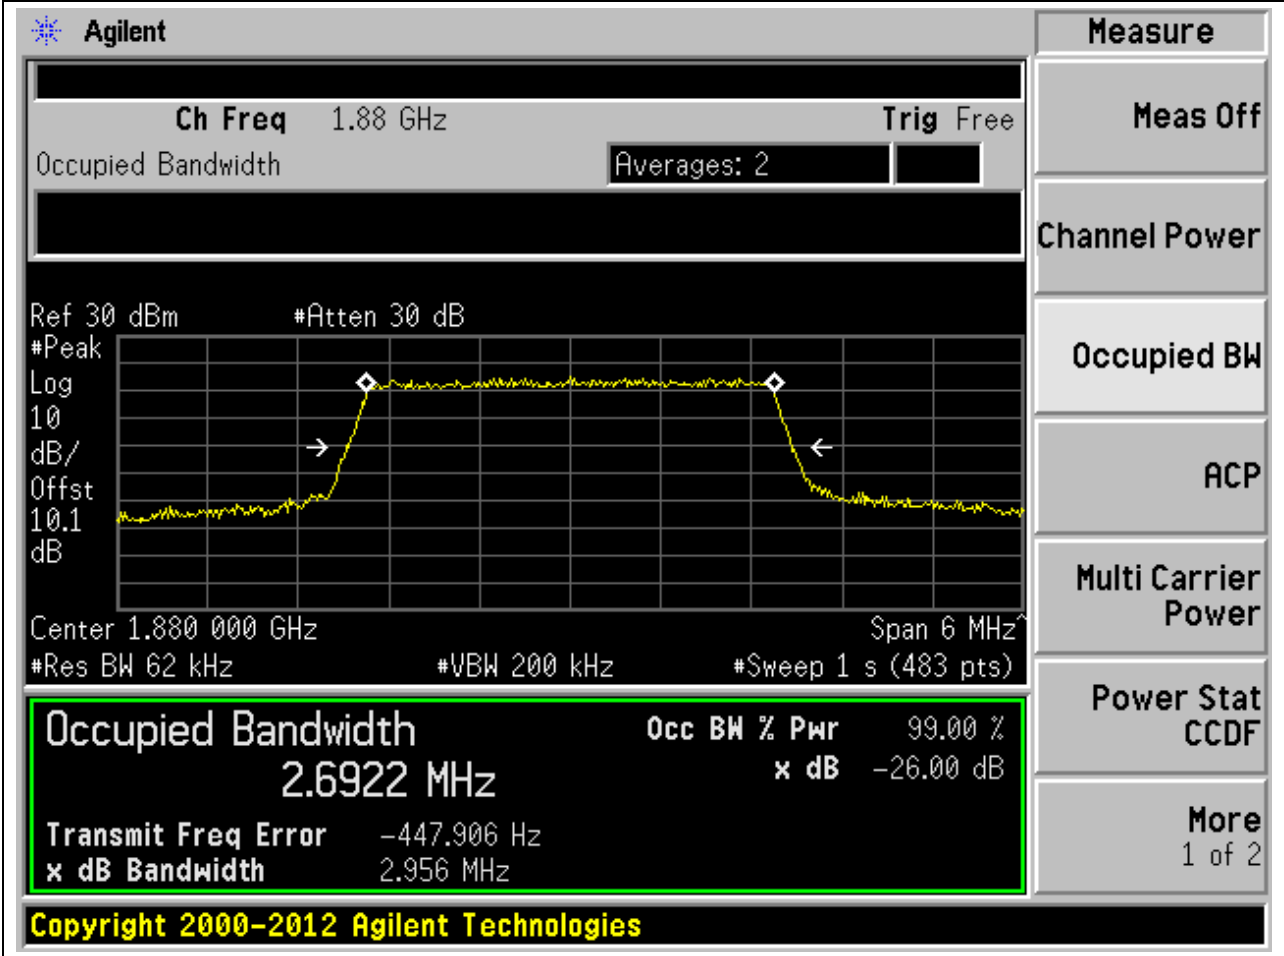 Agilent
Measure
Ch Freq 1.88 GHz Trig Free
Occupied Bandwidth Averages: 2
Meas Off
Channel Power
Occupied BW
ACP
Multi Carrier
Power
Power Stat
CCDF
More
1 of 2
Ref 30 dBm #Atten 30 dB
#Peak
Log
10
dB/
Offst
10.1
dB
Center 1.880 000 GHz Span 6 MHz^
#Res BW 62 kHz #VBW 200 kHz #Sweep 1 s (483 pts)
Occupied Bandwidth Occ BW % Pwr 99.00 %
2.6922 MHz x dB -26.00 dB
Transmit Freq Error -447.906 Hz
x dB Bandwidth 2.956 MHz
Copyright 2000-2012 Agilent Technologies